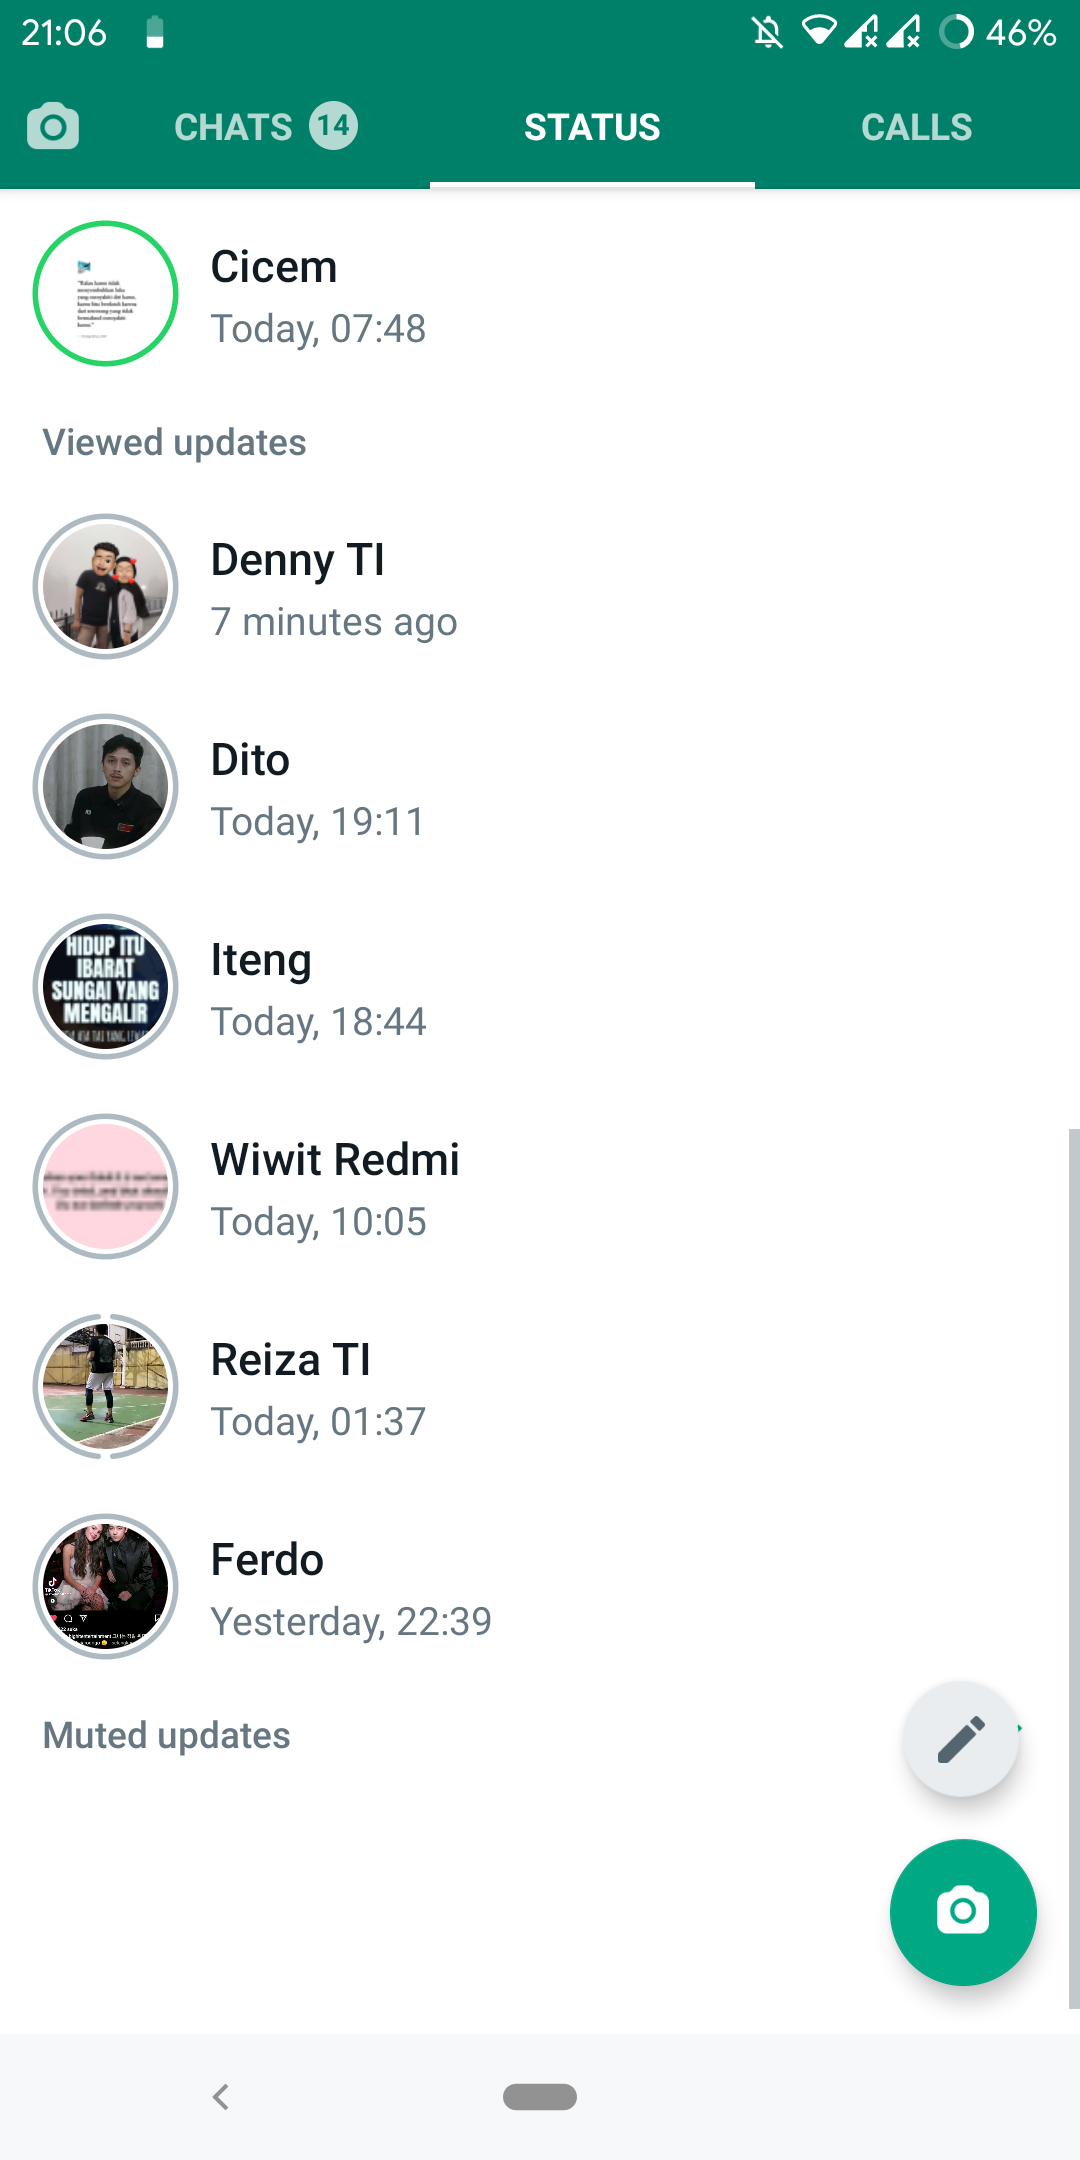 21:06
46%
CHATS 14
STATUS
CALLS
Cicem
Today, 07:48
Viewed updates
Denny TI
7 minutes ago
Dito
Today, 19:11
HIDUP ITU
IBARAT
SUNGAI YANG
MENGALIR
Iteng
Today, 18:44
Wiwit Redmi
Today, 10:05
Reiza TI
Today, 01:37
Ferdo
Yesterday, 22:39
Muted updates